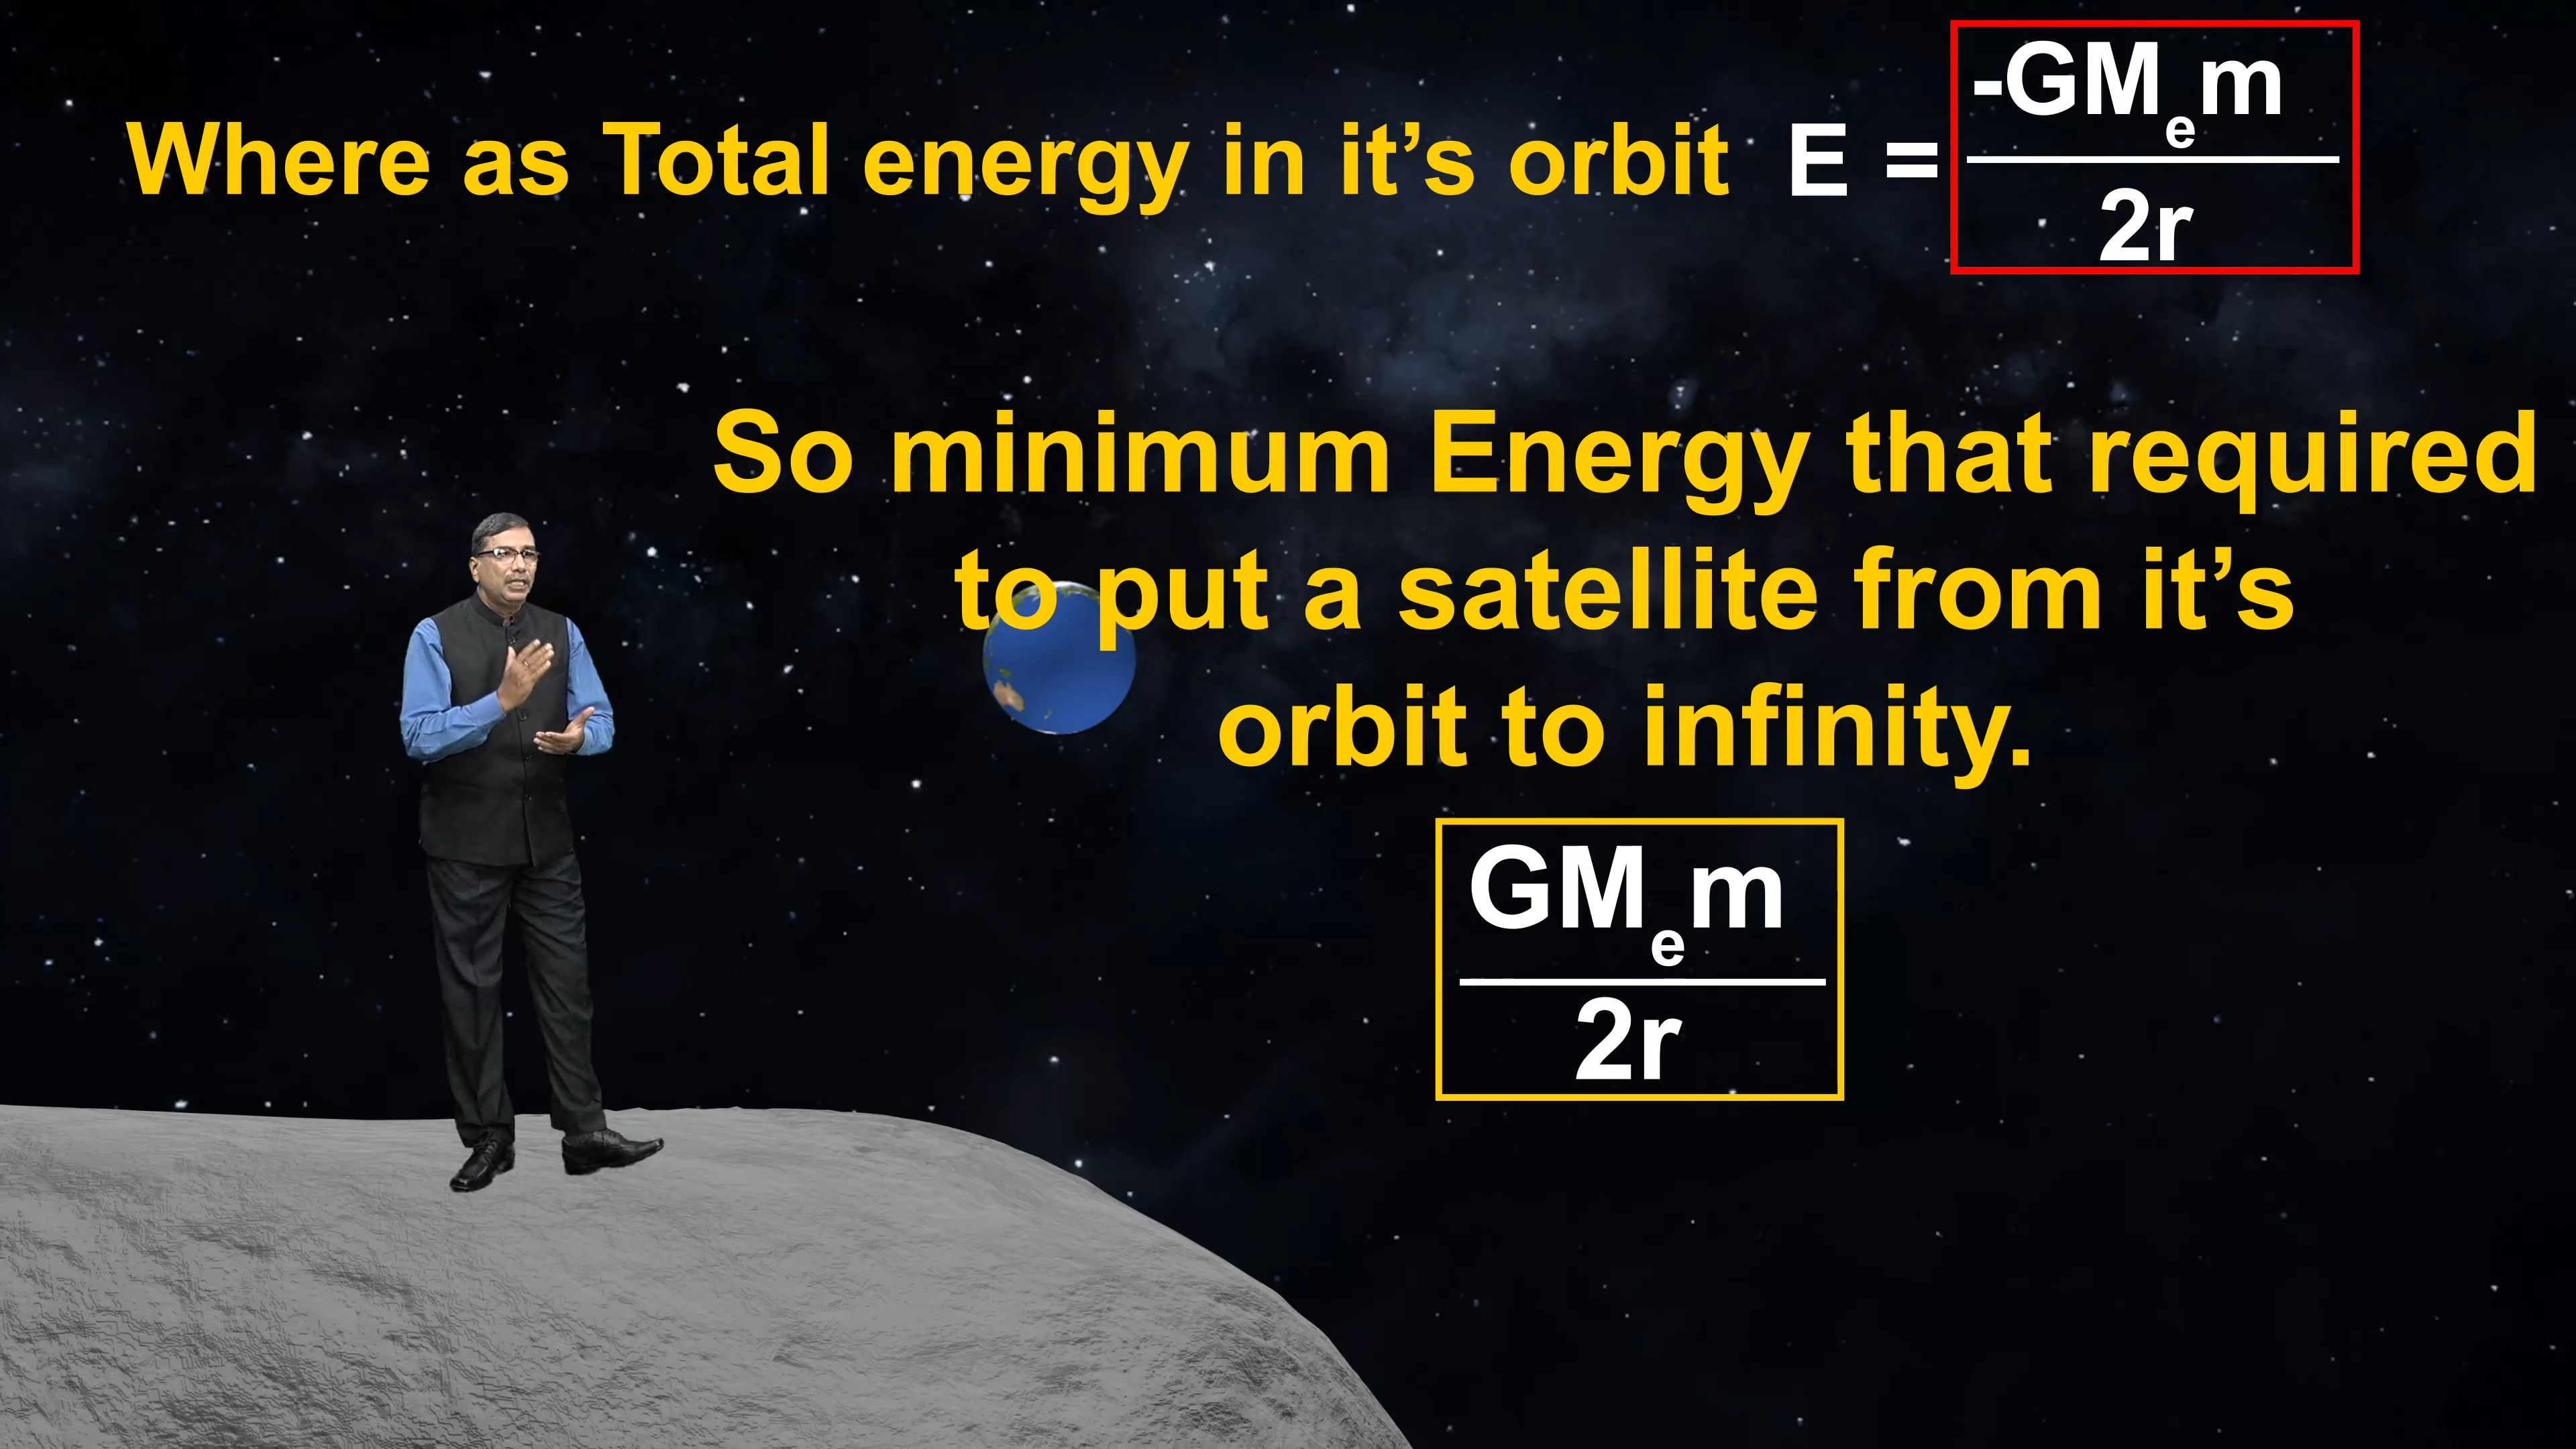 Where as Total energy in it’s orbit E = -GMem
2r
So minimum Energy that required
to put a satellite from it’s
orbit to infinity.
GMem
2r